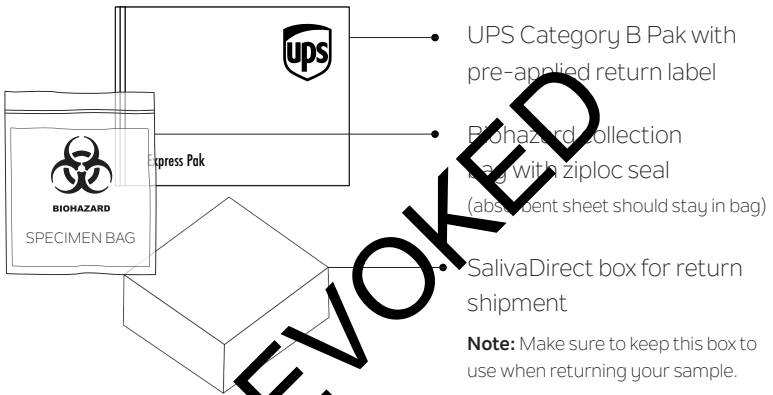 ups
UPS Category B Pak with
pre-applied return label
Biohazard collection
bag with ziploc seal
(absorbent sheet should stay in bag)
Express Pak
BIOHAZARD
SPECIMEN BAG
SalivaDirect box for return
shipment
Note: Make sure to keep this box to
use when returning your sample.
EVOKED